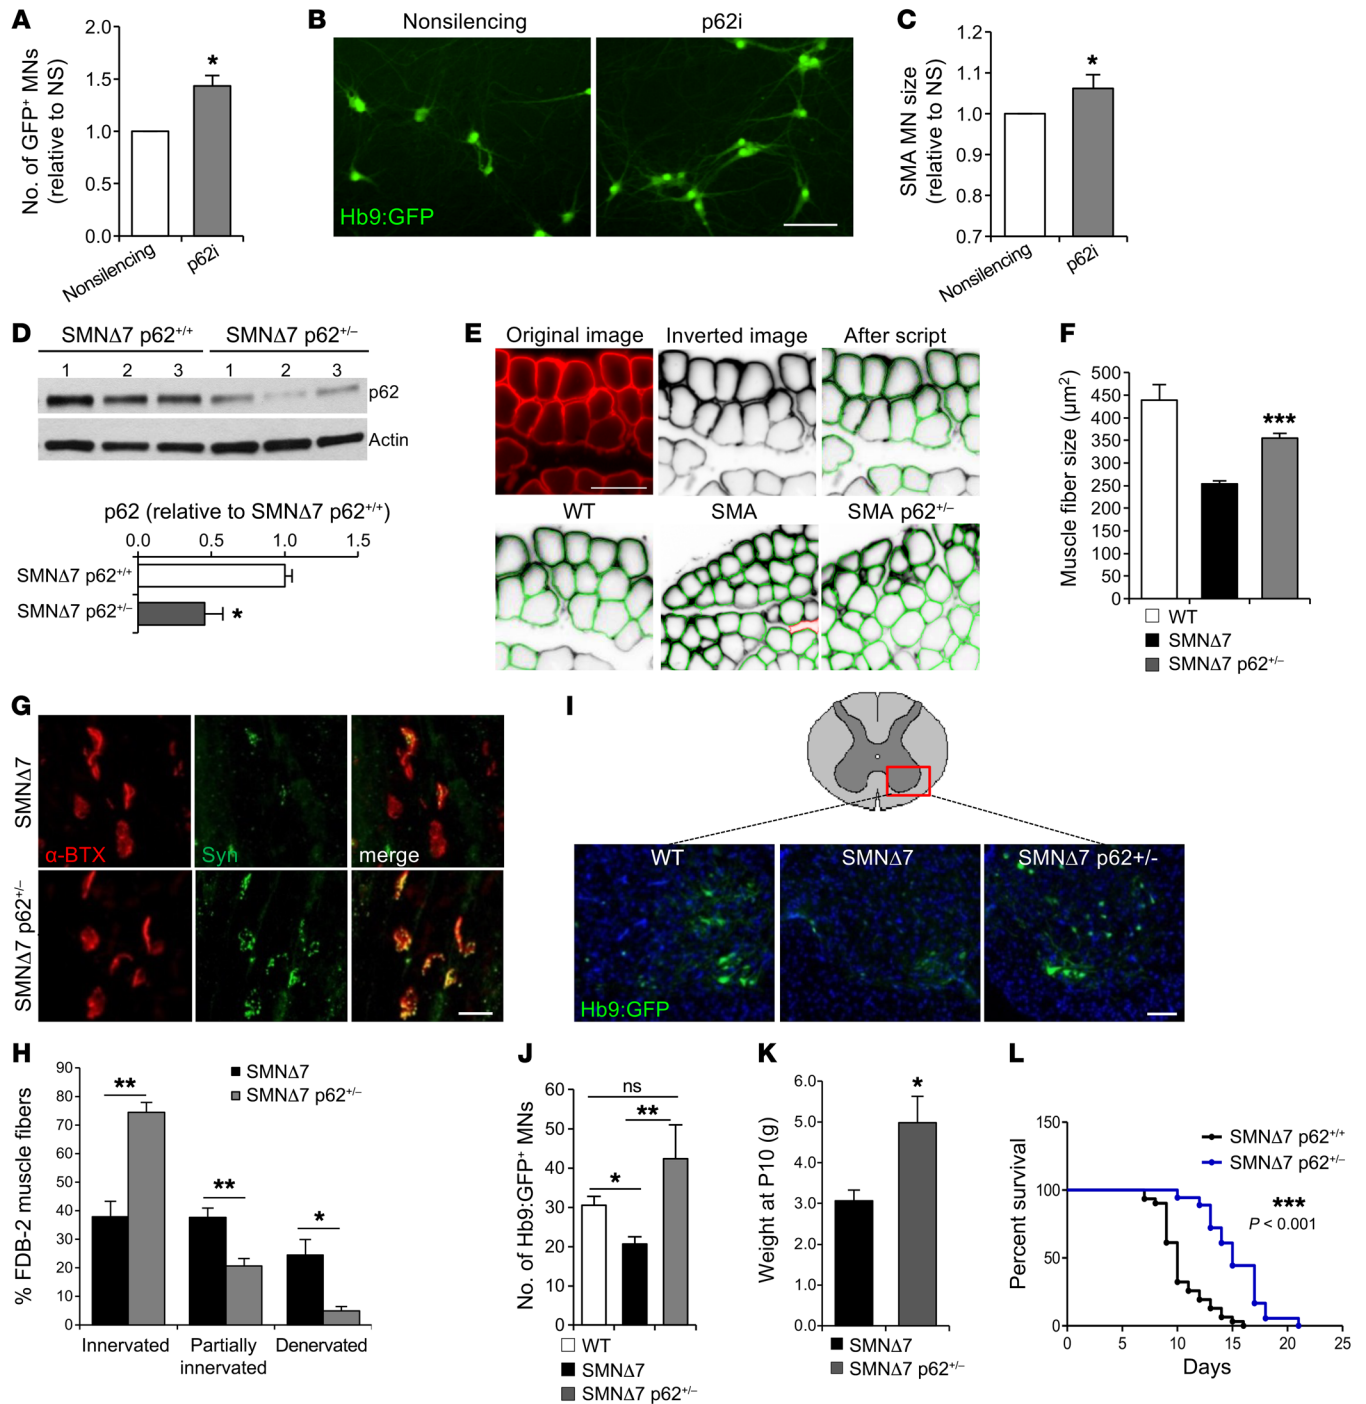 A
No. of GFP⁺ MNs
(relative to NS)
2.0
1.5
1.0
0.5
0.0
*
Nonsilencing
p62i
B
Nonsilencing
p62i
Hb9:GFP
C
SMA MN size
(relative to NS)
1.2
1.1
1.0
0.9
0.8
0.7
*
Nonsilencing
p62i
D
SMNΔ7 p62⁺/⁺ SMNΔ7 p62⁺/⁻
1 2 3 1 2 3
p62
Actin
p62 (relative to SMNΔ7 p62⁺/⁺)
0.0 0.5 1.0 1.5
SMNΔ7 p62⁺/⁺
SMNΔ7 p62⁺/⁻
*
E
Original image Inverted image After script
WT SMA SMA p62⁺/⁻
F
Muscle fiber size (µm²)
500
450
400
350
300
250
200
150
100
50
0
***
WT
SMNΔ7
SMNΔ7 p62⁺/⁻
G
SMNΔ7
α-BTX Syn merge
SMNΔ7 p62⁺/⁻
I
WT SMNΔ7 SMNΔ7 p62+/-
Hb9:GFP
H
% FDB-2 muscle fibers
90
80
70
60
50
40
30
20
10
0
SMNΔ7
SMNΔ7 p62⁺/⁻
**
**
*
Innervated Partially Denervated
innervated
J
No. of Hb9:GFP⁺ MNs
60
50
40
30
20
10
0
ns
**
*
WT
SMNΔ7
SMNΔ7 p62⁺/⁻
K
Weight at P10 (g)
6.0
5.0
4.0
3.0
2.0
1.0
0.0
*
SMNΔ7
SMNΔ7 p62⁺/⁻
L
Percent survival
150
100
50
0
SMNΔ7 p62⁺/⁺
SMNΔ7 p62⁺/⁻
***
P < 0.001
0 5 10 15 20 25
Days